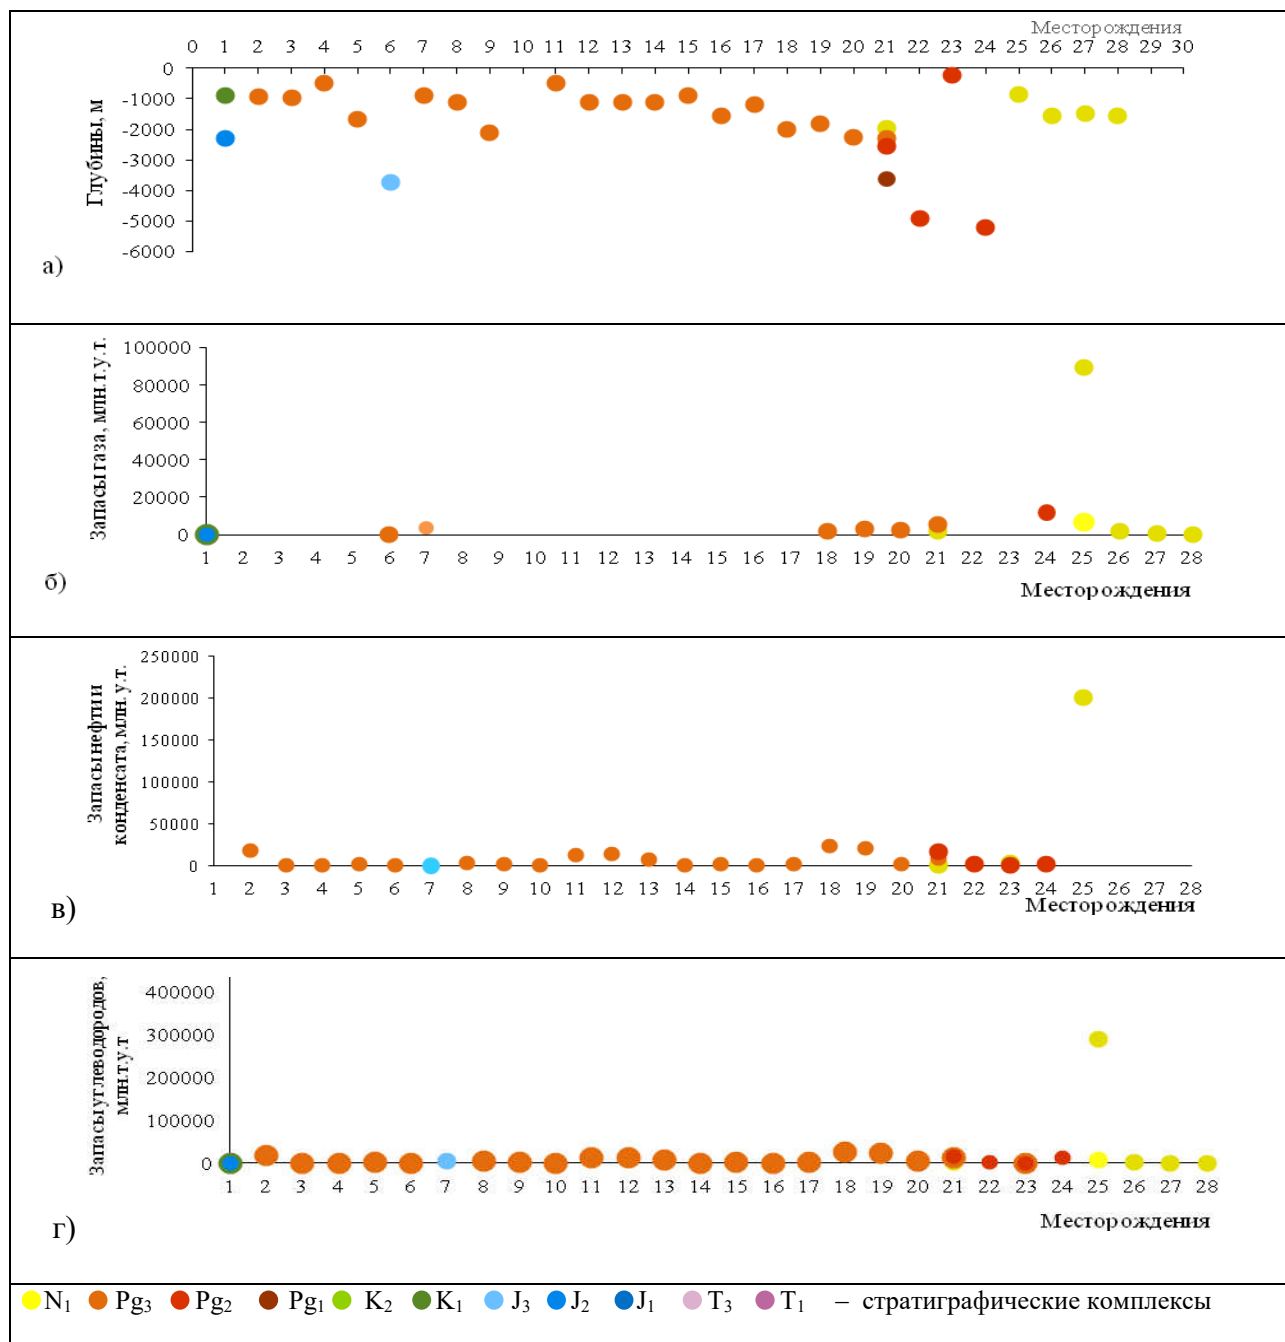 Месторождения
0 1 2 3 4 5 6 7 8 9 10 11 12 13 14 15 16 17 18 19 20 21 22 23 24 25 26 27 28 29 30
Глубины, м
0
-1000
-2000
-3000
-4000
-5000
-6000
а)
Запасы газа, млн.т.у.т.
100000
80000
60000
40000
20000
0
1 2 3 4 5 6 7 8 9 10 11 12 13 14 15 16 17 18 19 20 21 22 23 24 25 26 27 28
б)
Месторождения
Запасы нефти и
конденсата, млн. у.т.
250000
200000
150000
100000
50000
0
1 2 3 4 5 6 7 8 9 10 11 12 13 14 15 16 17 18 19 20 21 22 23 24 25 26 27 28
в)
Месторождения
Запасы углеводородов,
млн.т.у.т
400000
300000
200000
100000
0
1 2 3 4 5 6 7 8 9 10 11 12 13 14 15 16 17 18 19 20 21 22 23 24 25 26 27 28
г)
Месторождения
N₁ Pg₃ Pg₂ Pg₁ K₂ K₁ J₃ J₂ J₁ T₃ T₁ – стратиграфические комплексы